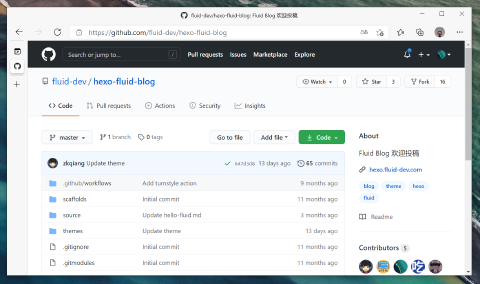 fluid-dev/hexo-fluid-blog: Fluid Blog 欢迎投稿
https://github.com/fluid-dev/hexo-fluid-blog
Search or jump to... /
Pull requests Issues Marketplace Explore
fluid-dev / hexo-fluid-blog
Watch 0 Star 3 Fork 16
Code Pull requests Actions Security Insights
master 1 branch 0 tags Go to file Add file Code
zkqiang Update theme 13 days ago 65 commits
.github/workflows Add turnstyle action 9 months ago
scaffolds Initial commit 11 months ago
source Update hello-fluid md 3 months ago
themes Update theme 13 days ago
.gitignore Initial commit 11 months ago
.gitmodules Initial commit 11 months ago
About
Fluid Blog 欢迎投稿
hexo.fluid-dev.com
blog theme hexo
fluid
Readme
Contributors 5